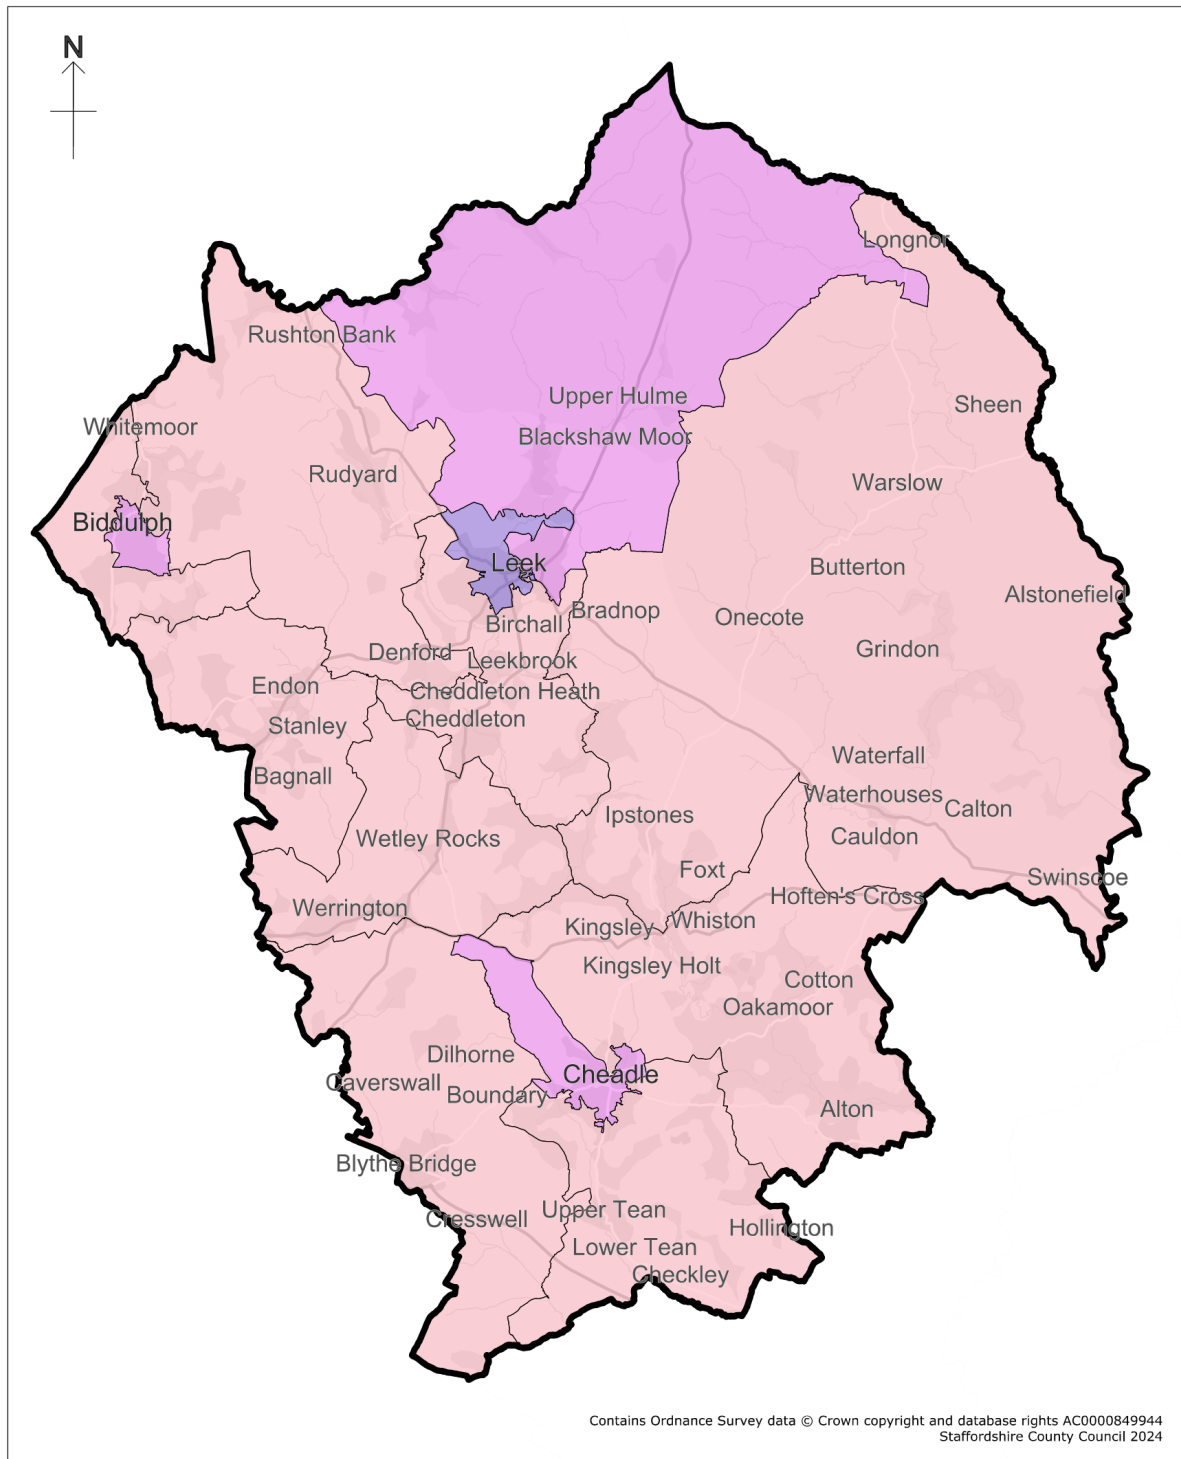 N
Longnor
Rushton Bank
Upper Hulme
Sheen
Whitemoor
Blackshaw Moor
Rudyard
Warslow
Biddulph
Leek
Butterton
Alstonefield
Bradnop
Onecote
Birchall
Grindon
Denford
Leekbrook
Endon
Cheddleton Heath
Stanley
Cheddleton
Waterfall
Bagnall
Waterhouses
Calton
Ipstones
Wetley Rocks
Cauldon
Foxt
Swinscoe
Hoften's Cross
Werrington
Kingsley
Whiston
Kingsley Holt
Cotton
Oakamoor
Dilhorne
Cheadle
Caverswall
Boundary
Alton
Blythe Bridge
Upper Tean
Cresswell
Hollington
Lower Tean
Checkley
Contains Ordnance Survey data © Crown copyright and database rights AC0000849944
Staffordshire County Council 2024